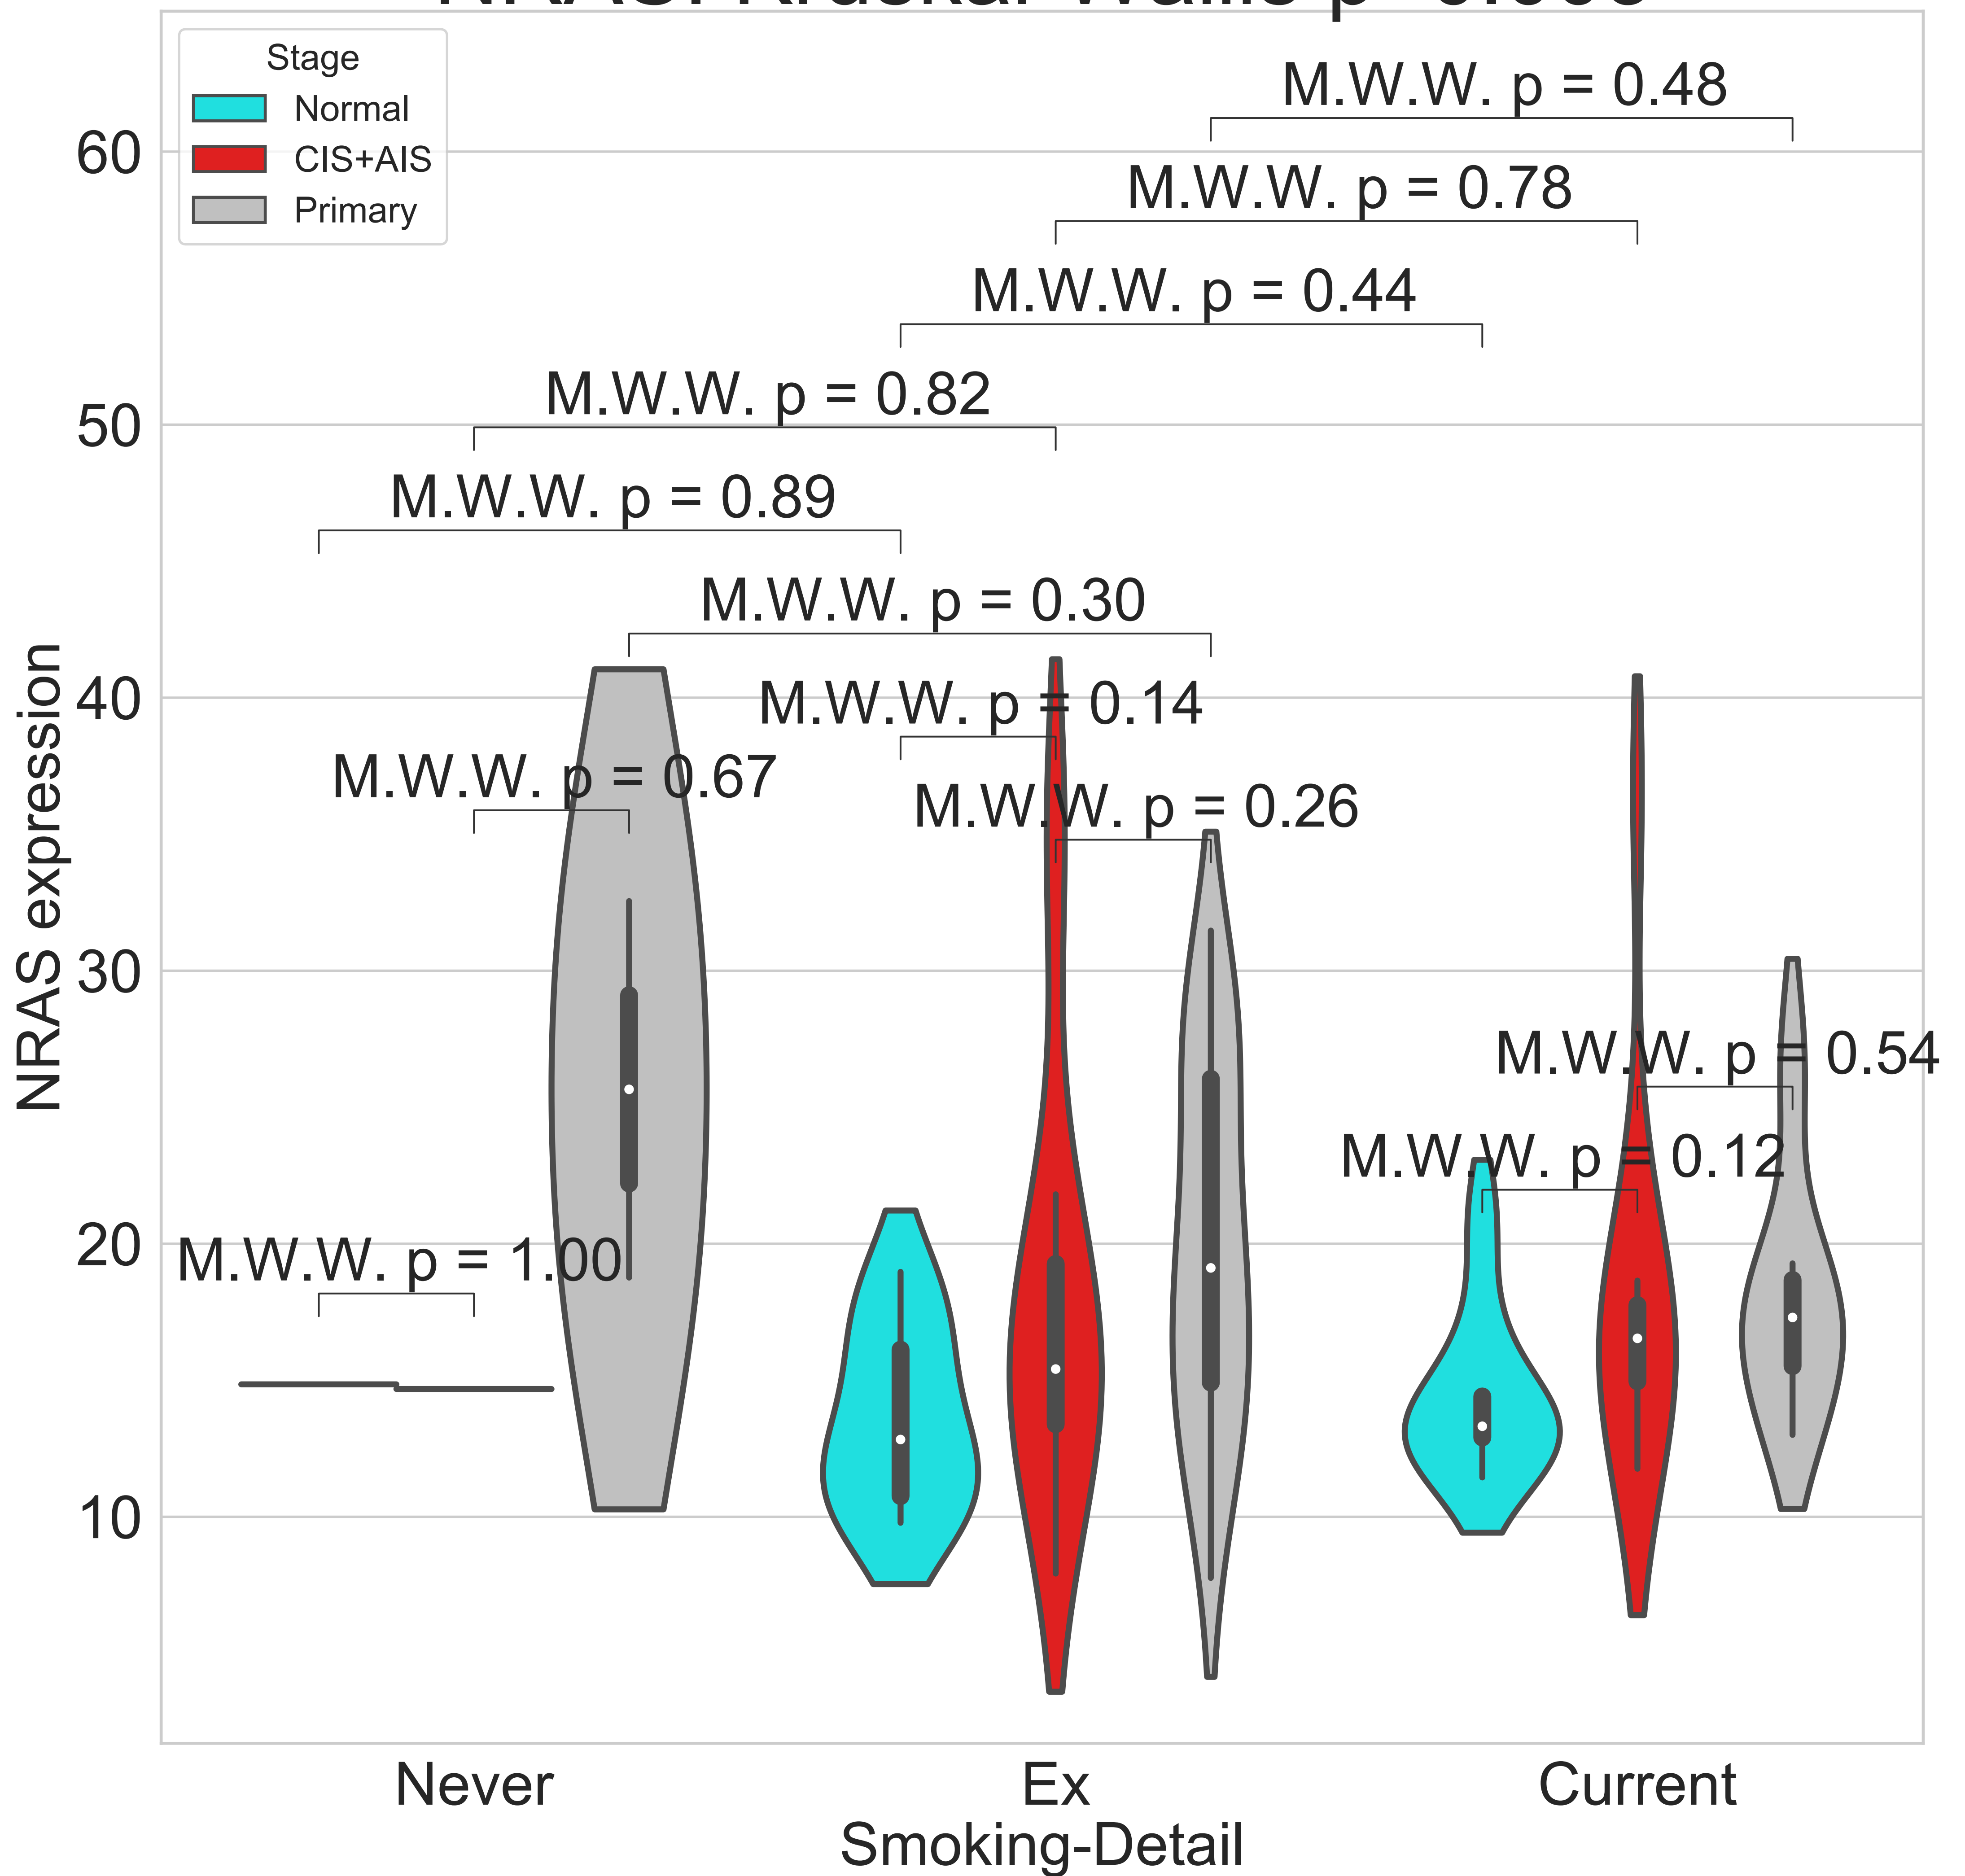 Stage
Normal
CIS+AIS
Primary
M.W.W. p = 0.48
M.W.W. p = 0.78
M.W.W. p = 0.44
M.W.W. p = 0.82
M.W.W. p = 0.89
M.W.W. p = 0.30
M.W.W. p = 0.14
M.W.W. p = 0.67
M.W.W. p = 0.26
M.W.W. p = 0.54
M.W.W. p = 0.12
M.W.W. p = 1.00
60
50
40
30
20
10
NRAS expression
Never
Ex
Current
Smoking-Detail